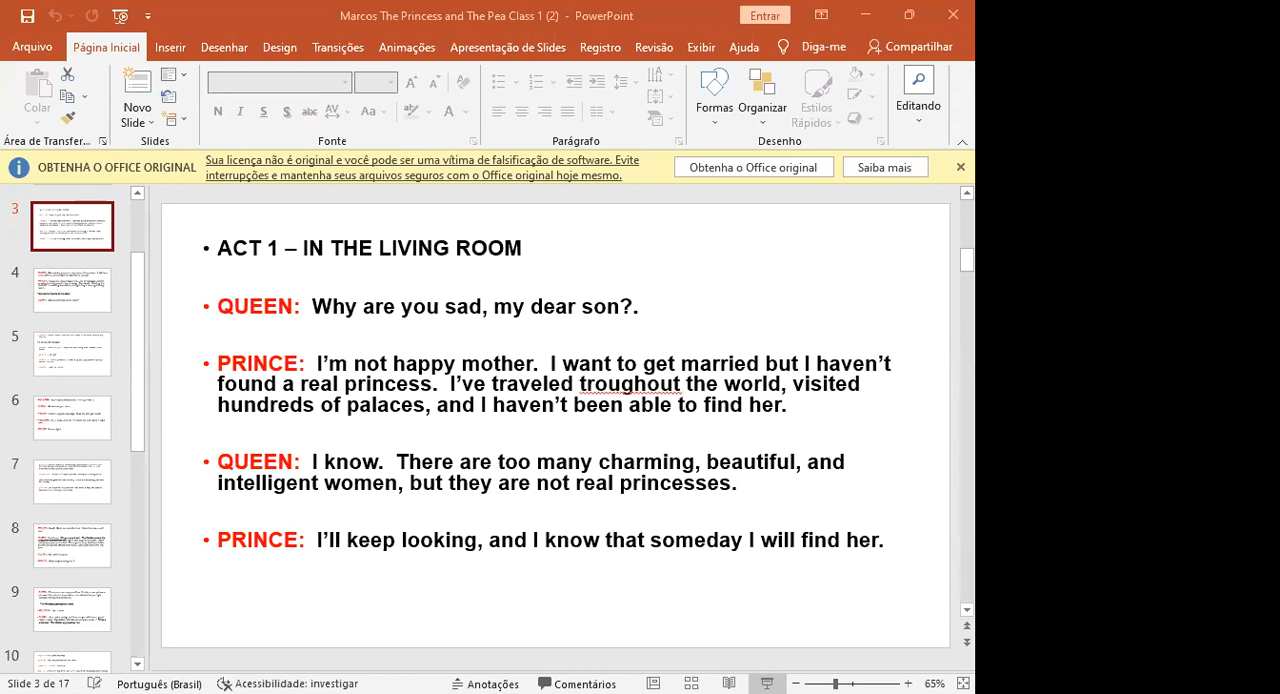 Marcos The Princess and The Pea Class 1 (2) - PowerPoint
Entrar
Arquivo
Página Inicial
Inserir
Desenhar
Design
Transições
Animações
Apresentação de Slides
Registro
Revisão
Exibir
Ajuda
Diga-me
Compartilhar
Colar
Novo
Slide
N I S S abc AV Aa A
Formas
Organizar
Estilos
Rápidos
Editando
Área de Transfer...
Slides
Fonte
Parágrafo
Desenho
OBTENHA O OFFICE ORIGINAL
Sua licença não é original e você pode ser uma vítima de falsificação de software. Evite
interrupções e mantenha seus arquivos seguros com o Office original hoje mesmo.
Obtenha o Office original
Saiba mais
3
4
5
6
7
8
9
10
• ACT 1 – IN THE LIVING ROOM
• QUEEN: Why are you sad, my dear son?.
• PRINCE: I’m not happy mother. I want to get married but I haven’t
found a real princess. I’ve traveled troughout the world, visited
hundreds of palaces, and I haven’t been able to find her.
• QUEEN: I know. There are too many charming, beautiful, and
intelligent women, but they are not real princesses.
• PRINCE: I’ll keep looking, and I know that someday I will find her.
Slide 3 de 17
Português (Brasil)
Acessibilidade: investigar
Anotações
Comentários
65%